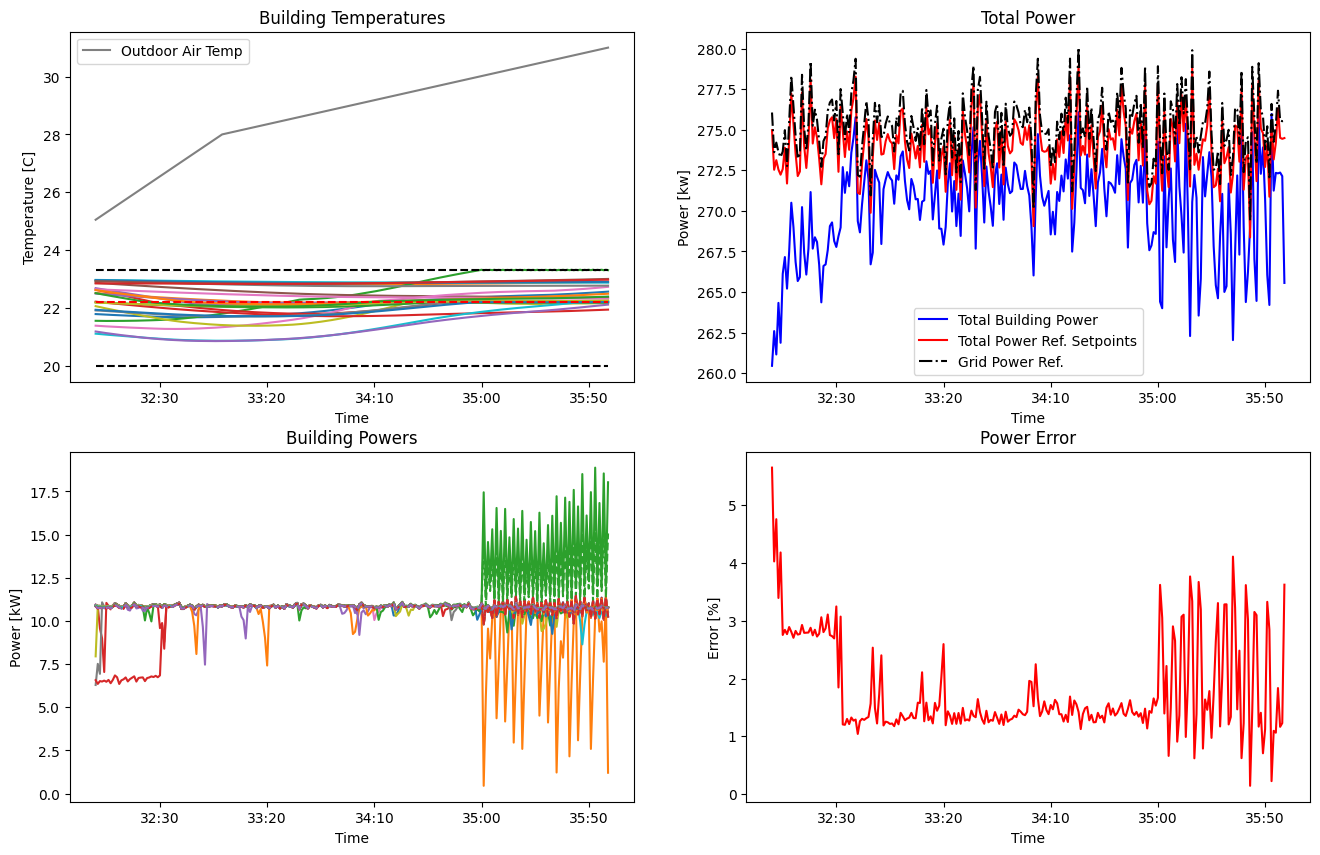 Building Temperatures
Outdoor Air Temp
Temperature [C]
30
28
26
24
22
20
32:30 33:20 34:10 35:00 35:50
Time
Total Power
Power [kw]
280.0
277.5
275.0
272.5
270.0
267.5
265.0
262.5
260.0
Total Building Power
Total Power Ref. Setpoints
Grid Power Ref.
32:30 33:20 34:10 35:00 35:50
Time
Building Powers
Power [kW]
17.5
15.0
12.5
10.0
7.5
5.0
2.5
0.0
32:30 33:20 34:10 35:00 35:50
Time
Power Error
Error [%]
5
4
3
2
1
0
32:30 33:20 34:10 35:00 35:50
Time